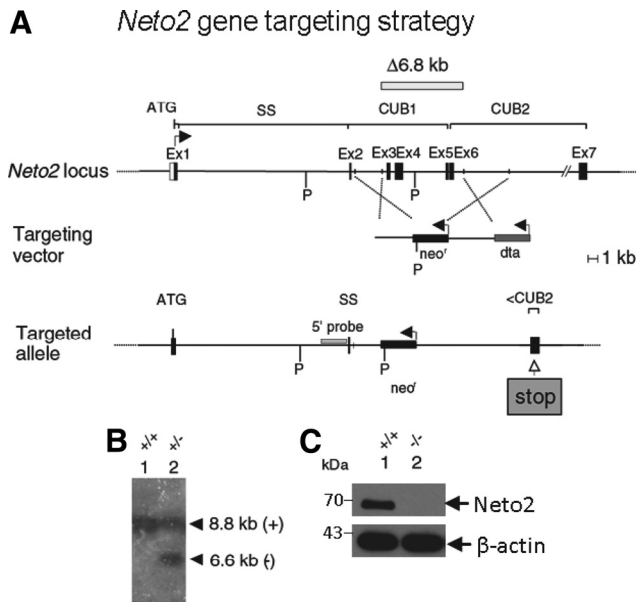 A
Neto2 gene targeting strategy
Δ6.8 kb
ATG SS CUB1 CUB2
Ex1 Ex2 Ex3 Ex4 Ex5 Ex6 Ex7
Neto2 locus
P P
Targeting vector
neoʳ dta
P
1 kb
ATG SS <CUB2
Targeted allele
5' probe
P P
neoʳ
stop
B
+/+ +/-
1 2
8.8 kb (+)
6.6 kb (-)
C
+/+ -/-
kDa 1 2
70 Neto2
43 β-actin